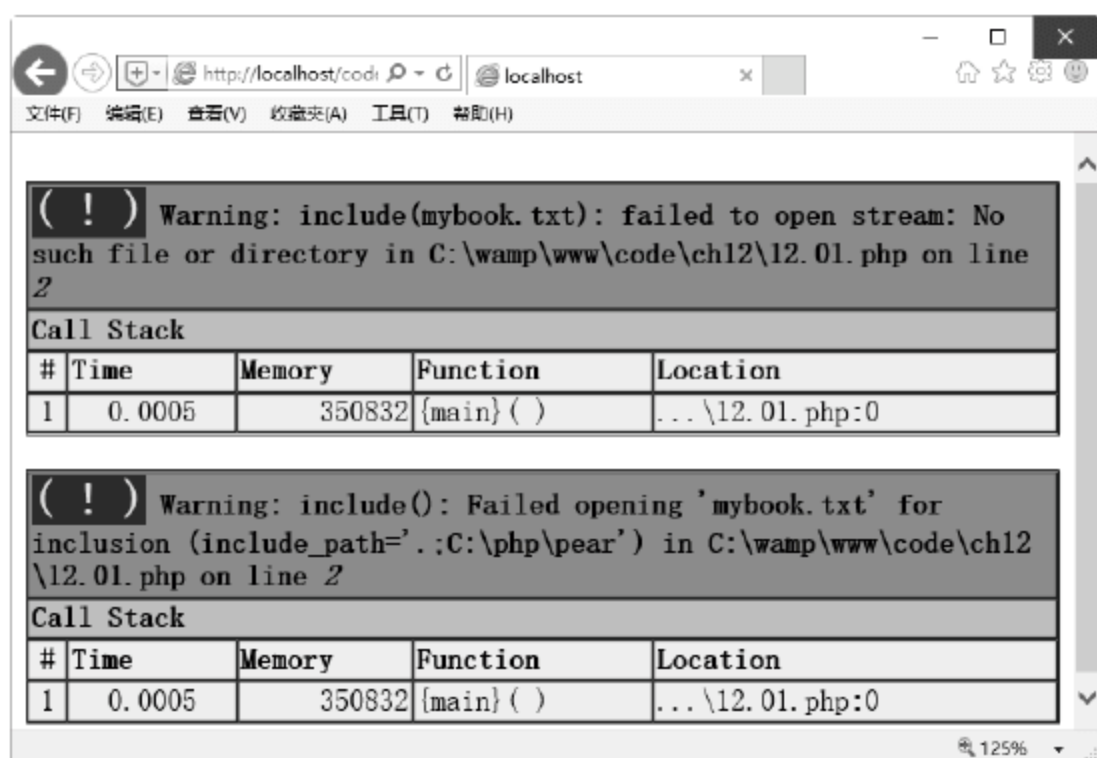 http://localhost/cod
localhost
文件(F) 编辑(E) 查看(V) 收藏夹(A) 工具(T) 帮助(H)
( ! ) Warning: include(mybook.txt): failed to open stream: No
such file or directory in C:\wamp\www\code\ch12\12.01.php on line
2
Call Stack
# Time Memory Function Location
1 0.0005 350832 {main}( ) ...\12.01.php:0
( ! ) Warning: include(): Failed opening 'mybook.txt' for
inclusion (include_path='.;C:\php\pear') in C:\wamp\www\code\ch12
\12.01.php on line 2
Call Stack
# Time Memory Function Location
1 0.0005 350832 {main}( ) ...\12.01.php:0
125%